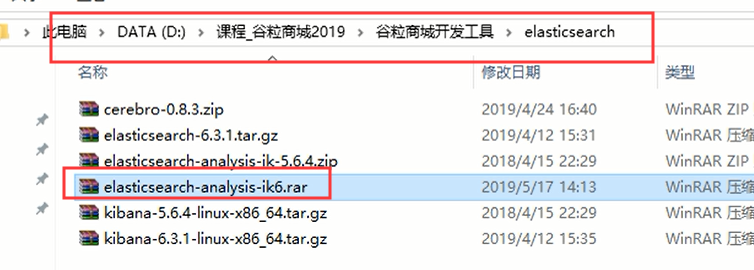 此电脑 > DATA (D:) > 课程_谷粒商城2019 > 谷粒商城开发工具 > elasticsearch
名称 修改日期 类型
cerebro-0.8.3.zip 2019/4/24 16:40 WinRAR ZIP
elasticsearch-6.3.1.tar.gz 2019/4/12 15:31 WinRAR 压缩
elasticsearch-analysis-ik-5.6.4.zip 2018/4/15 22:29 WinRAR ZIP
elasticsearch-analysis-ik6.rar 2019/5/17 14:13 WinRAR 压缩
kibana-5.6.4-linux-x86_64.tar.gz 2018/4/15 22:29 WinRAR 压缩
kibana-6.3.1-linux-x86_64.tar.gz 2019/4/12 15:35 WinRAR 压缩